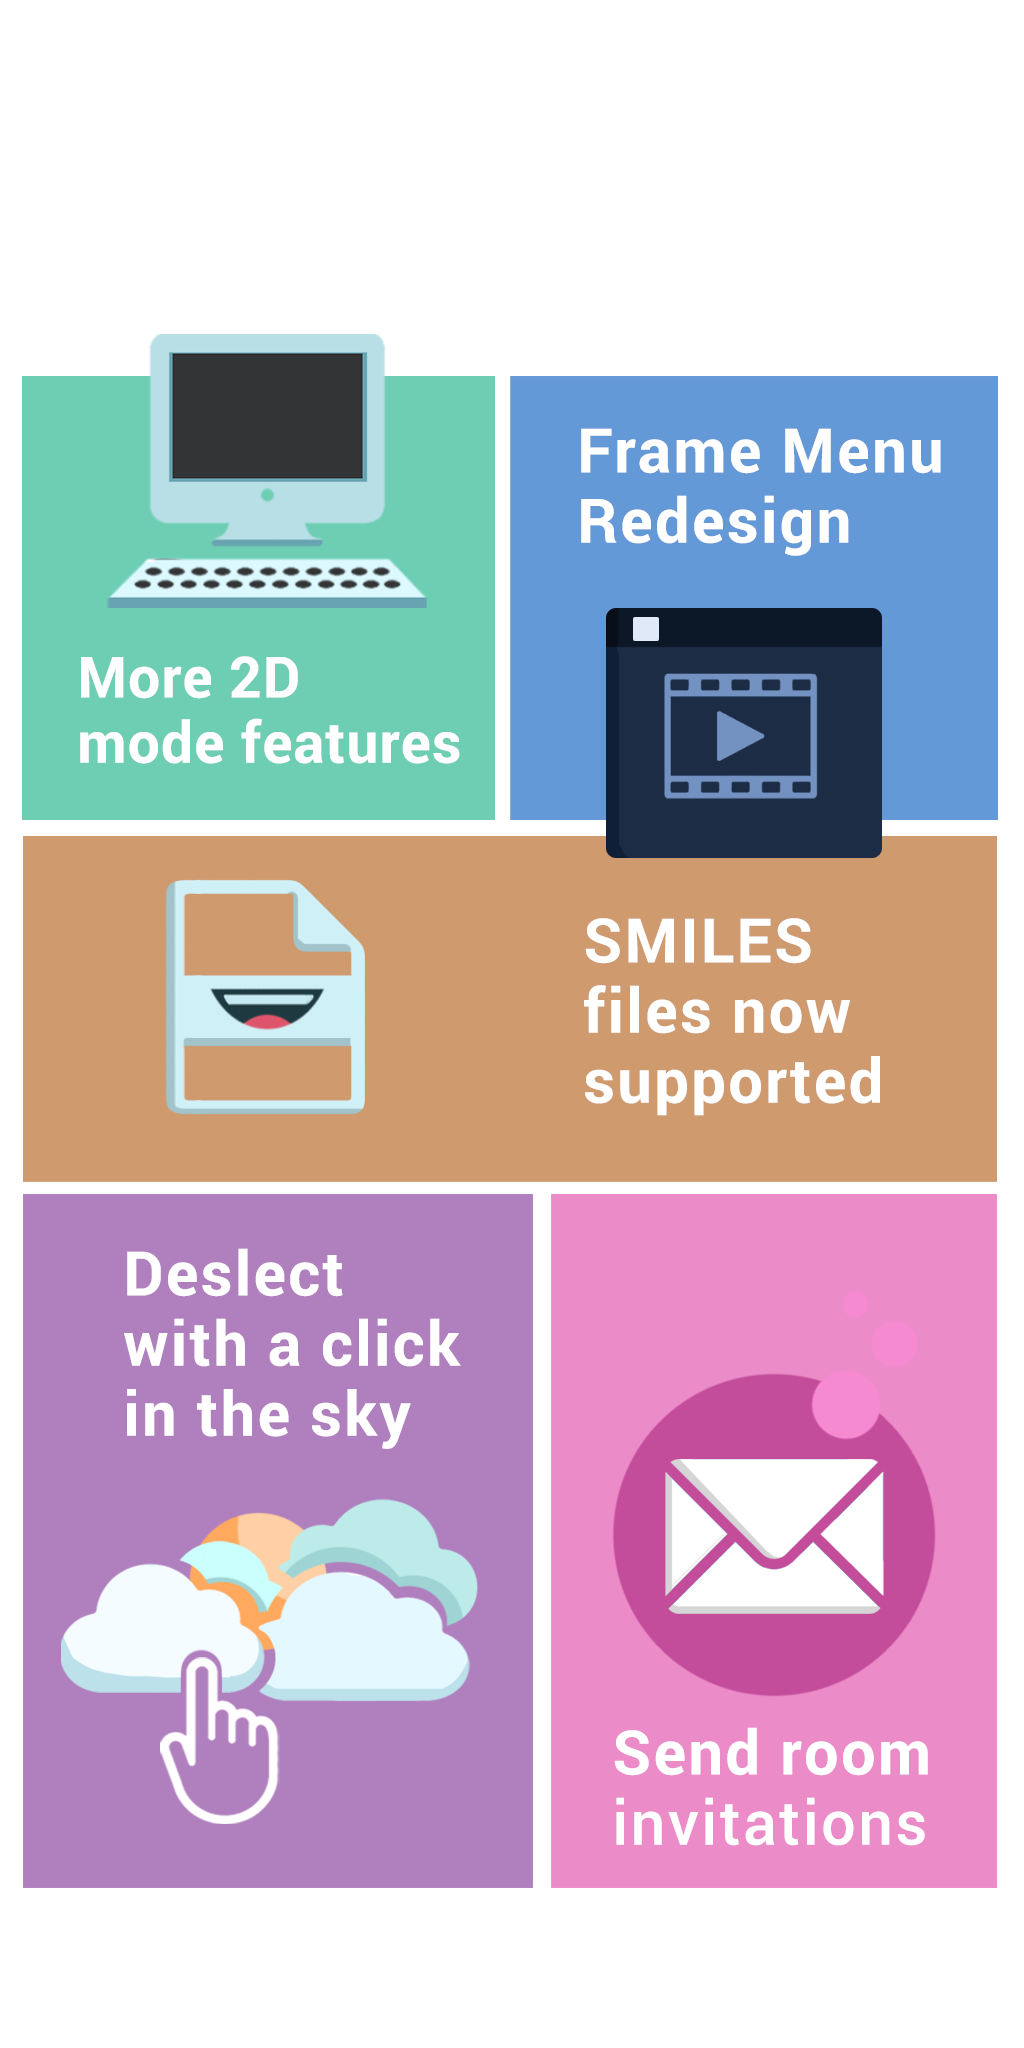 More 2D
mode features
Frame Menu
Redesign
SMILES
files now
supported
Deslect
with a click
in the sky
Send room
invitations